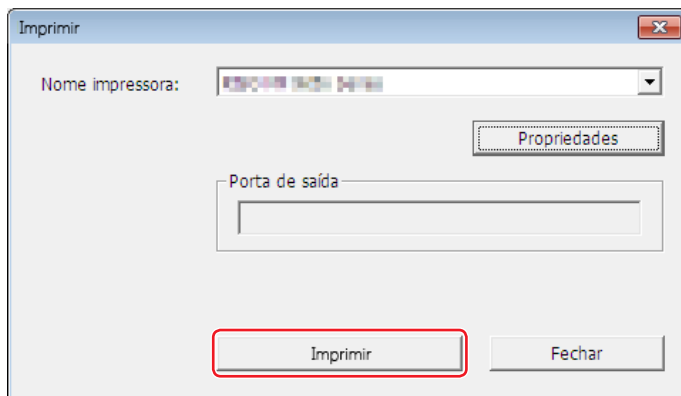 Imprimir
Nome impressora:
Propriedades
Porta de saída
Imprimir
Fechar